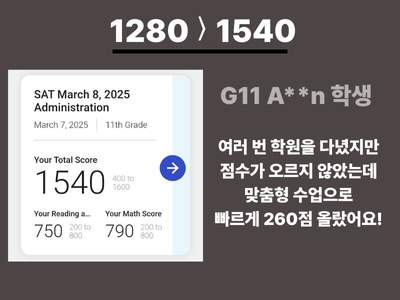 1280 〉 1540
SAT March 8, 2025
Administration
March 7, 2025 | 11th Grade
Your Total Score
1540 400 to 1600
Your Reading a... Your Math Score
750 200 to 800 790 200 to 800
G11 A**n 학생
여러 번 학원을 다녔지만
점수가 오르지 않았는데
맞춤형 수업으로
빠르게 260점 올랐어요!